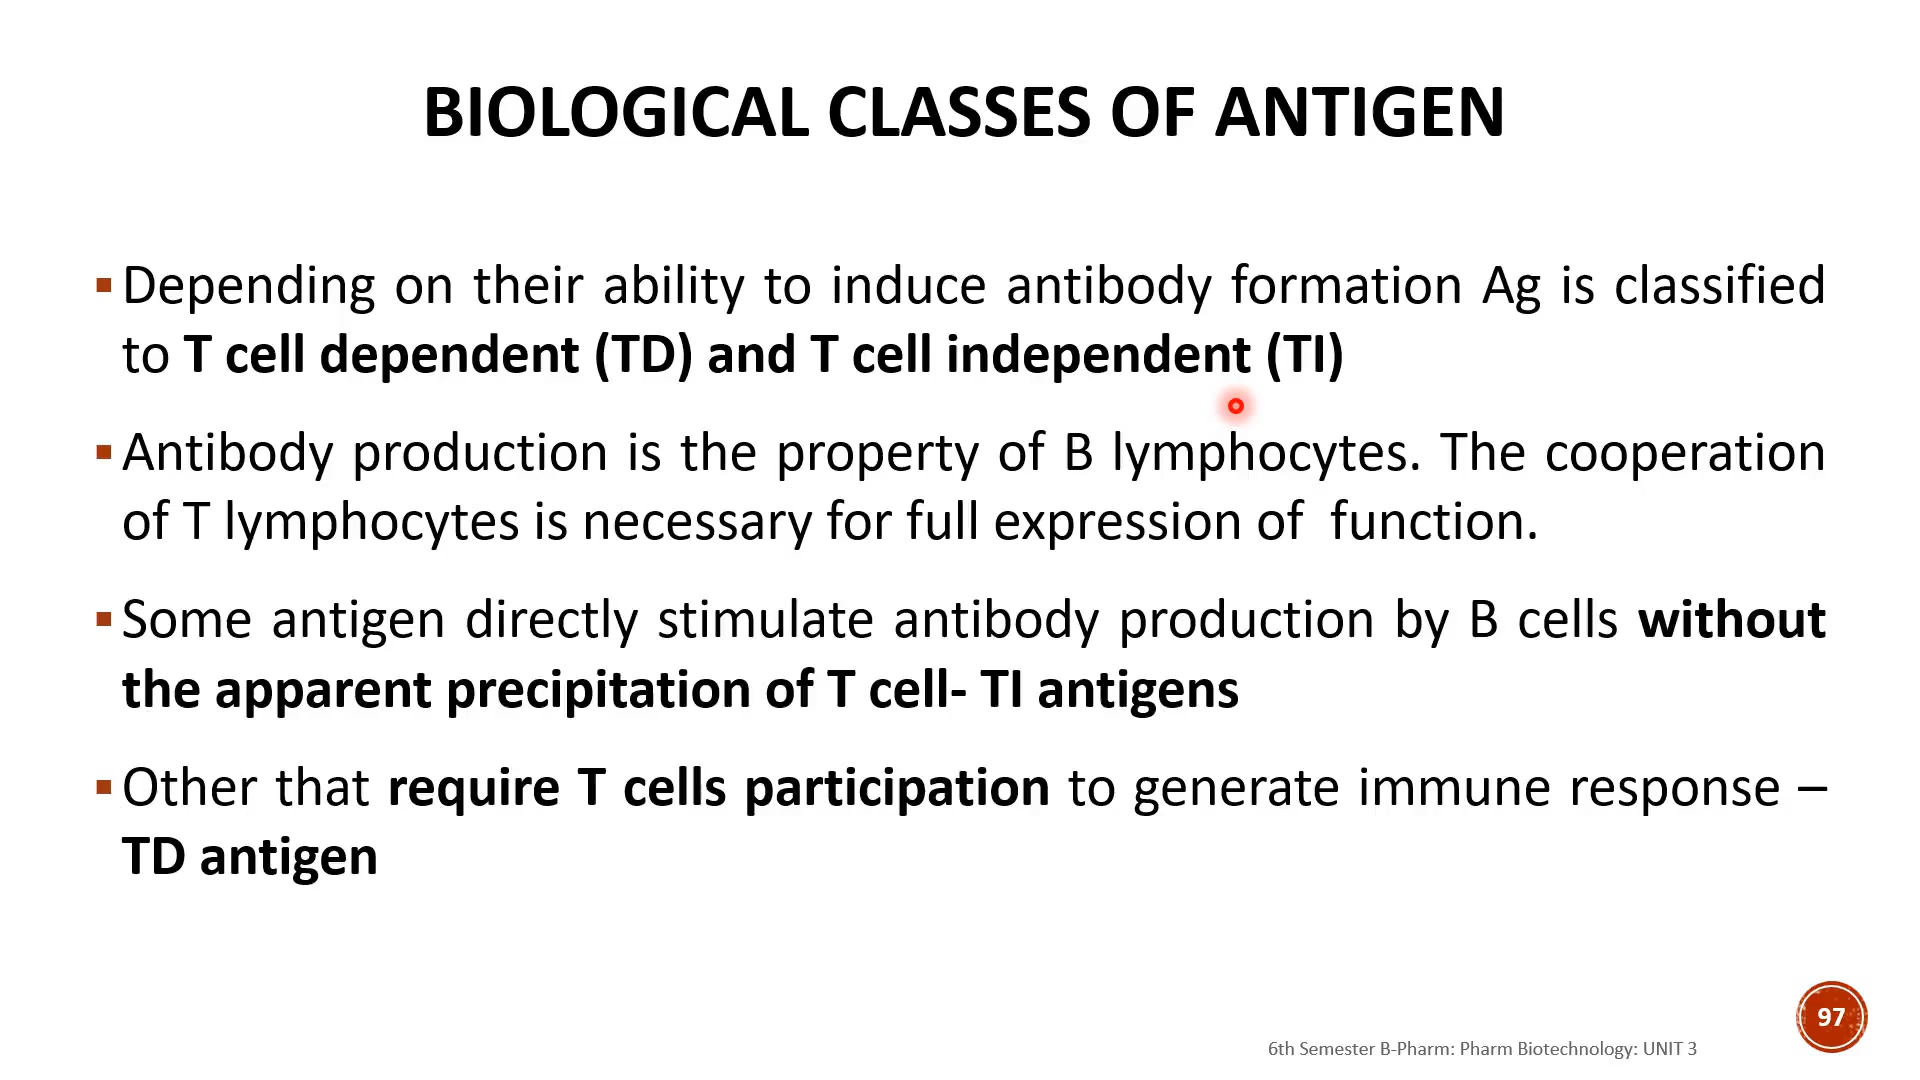 BIOLOGICAL CLASSES OF ANTIGEN
Depending on their ability to induce antibody formation Ag is classified
to T cell dependent (TD) and T cell independent (TI)
Antibody production is the property of B lymphocytes. The cooperation
of T lymphocytes is necessary for full expression of  function.
Some antigen directly stimulate antibody production by B cells without
the apparent precipitation of T cell- TI antigens
Other that require T cells participation to generate immune response –
TD antigen
97
6th Semester B-Pharm: Pharm Biotechnology: UNIT 3